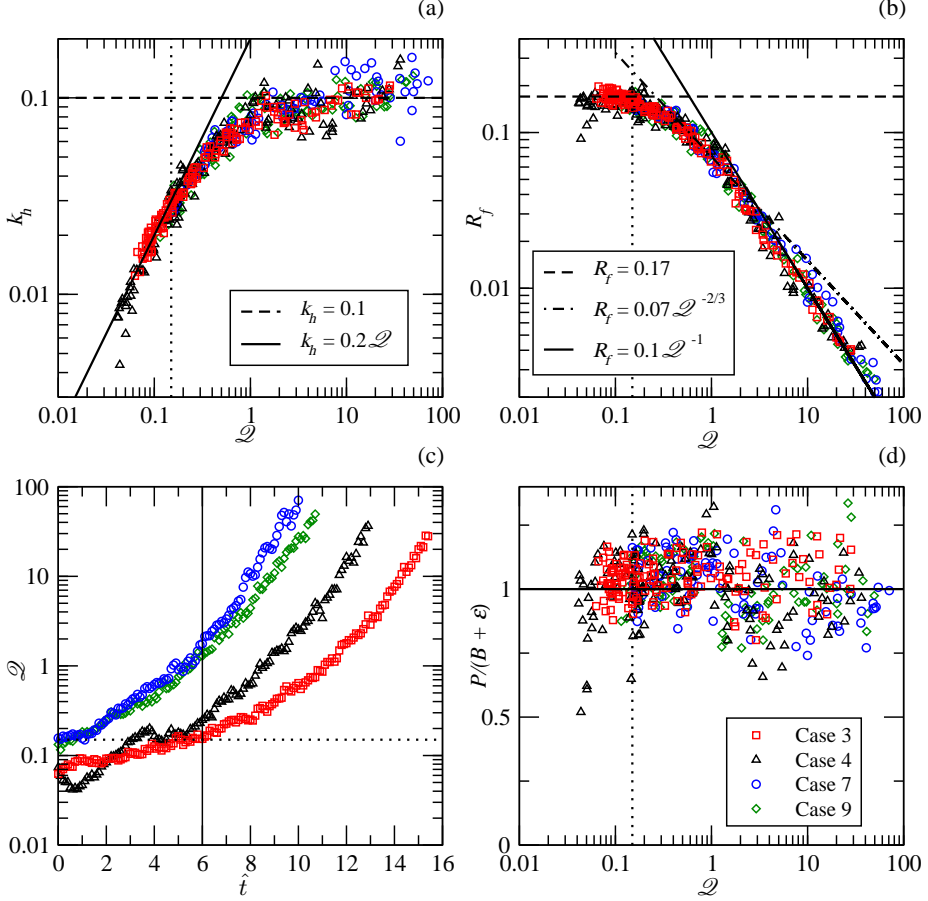 (a)
0.1
0.01
k_h
0.01
0.1
1
10
100
𝒬
k_h = 0.1
k_h = 0.2 𝒬
(b)
0.1
0.01
R_f
0.01
0.1
1
10
100
𝒬
R_f = 0.17
R_f = 0.07 𝒬^{-2/3}
R_f = 0.1 𝒬^{-1}
(c)
100
10
1
0.1
0.01
𝒬
0
2
4
6
8
10
12
14
16
t̂
(d)
1
0.5
0
P/(B + ε)
0.01
0.1
1
10
100
𝒬
Case 3
Case 4
Case 7
Case 9